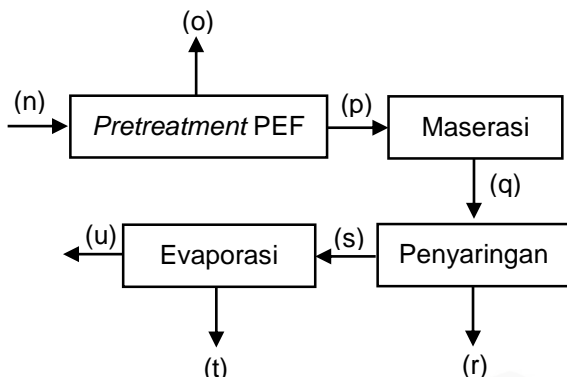 (o)
(n)
Pretreatment PEF
(p)
Maserasi
(q)
(u)
Evaporasi
(s)
Penyaringan
(t)
(r)